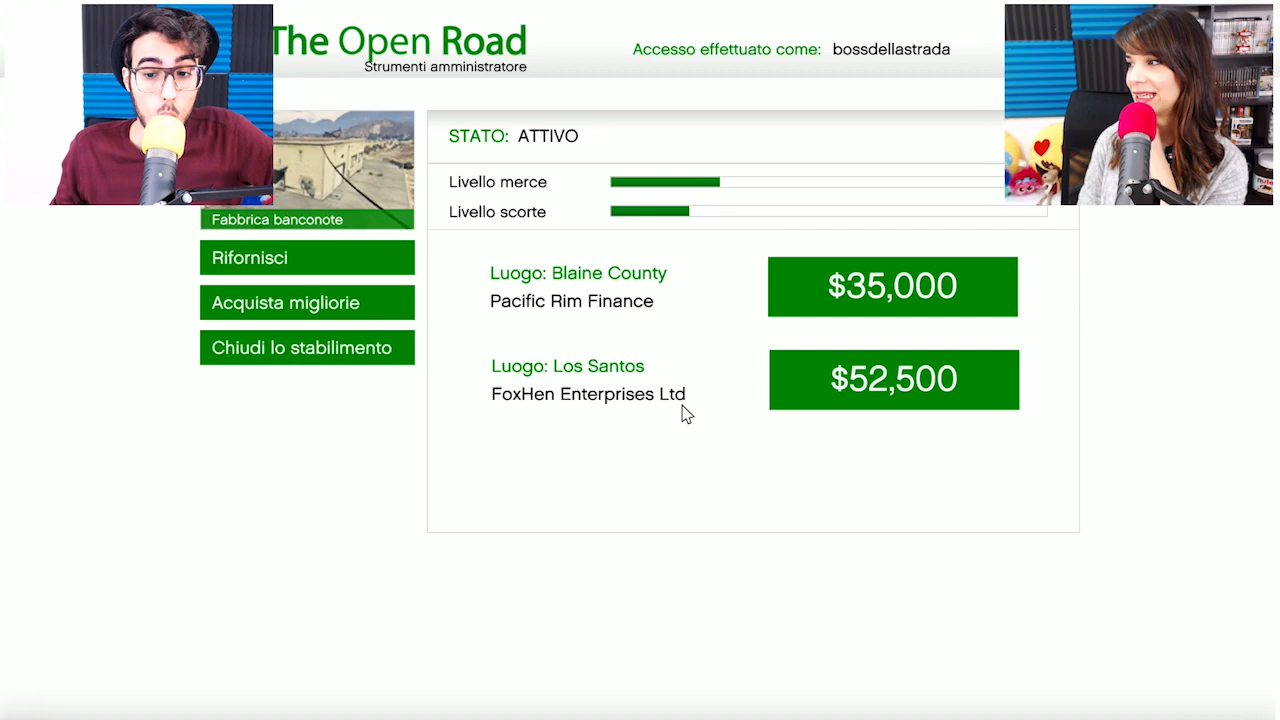 The Open Road
Strumenti amministratore
Accesso effettuato come: bossdellastrada
STATO: ATTIVO
Livello merce
Livello scorte
Fabbrica banconote
Rifornisci
Acquista migliorie
Chiudi lo stabilimento
Luogo: Blaine County
Pacific Rim Finance
$35,000
Luogo: Los Santos
FoxHen Enterprises Ltd
$52,500